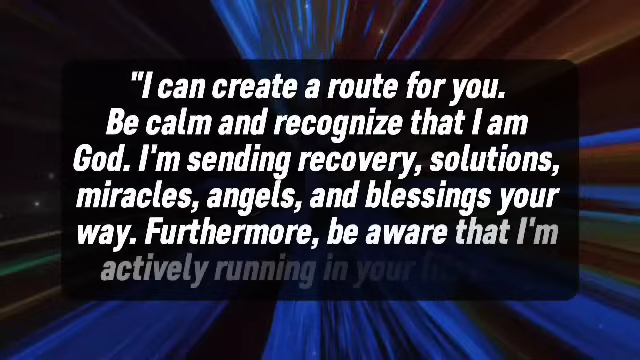 "I can create a route for you.
Be calm and recognize that I am
God. I'm sending recovery, solutions,
miracles, angels, and blessings your
way. Furthermore, be aware that I'm
actively running in your